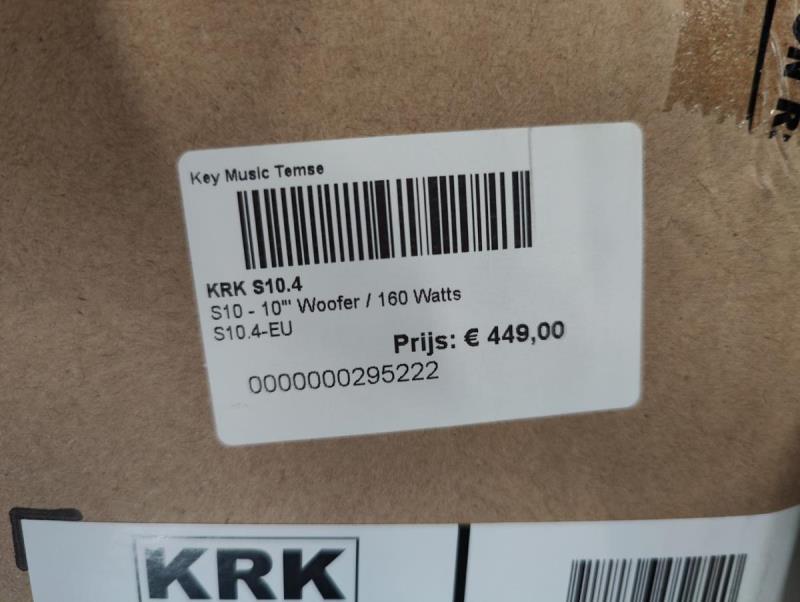 Key Music Temse
KRK S10.4
S10 - 10"' Woofer / 160 Watts
S10.4-EU
Prijs: € 449,00
0000000295222
KRK